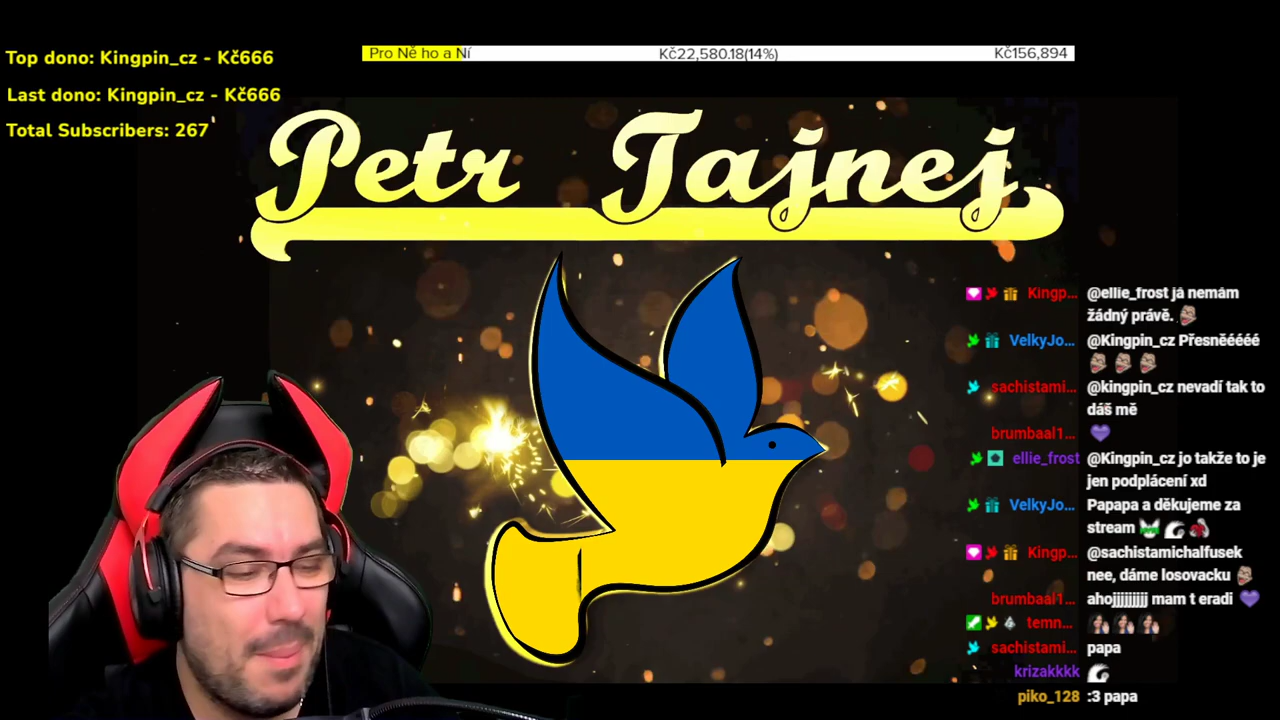 Top dono: Kingpin_cz - Kč666
Last dono: Kingpin_cz - Kč666
Total Subscribers: 267
Pro Ně ho a Ní Kč22,580.18(14%) Kč156,894
Petr Tajnej
Kingp... @ellie_frost já nemám
žádný právě.
VelkyJo... @Kingpin_cz Přesněéééé
sachistami... @kingpin_cz nevadí tak to
dáš mě
brumbaal1...
ellie_frost @Kingpin_cz jo takže to je
jen podplácení xd
VelkyJo... Papapa a děkujeme za
stream
Kingp... @sachistamichalfusek
nee, dáme losovacku
brumbaal1... ahojjjjjjjjj mam t eradi
temn...
sachistami... papa
krizakkkk
piko_128 :3 papa